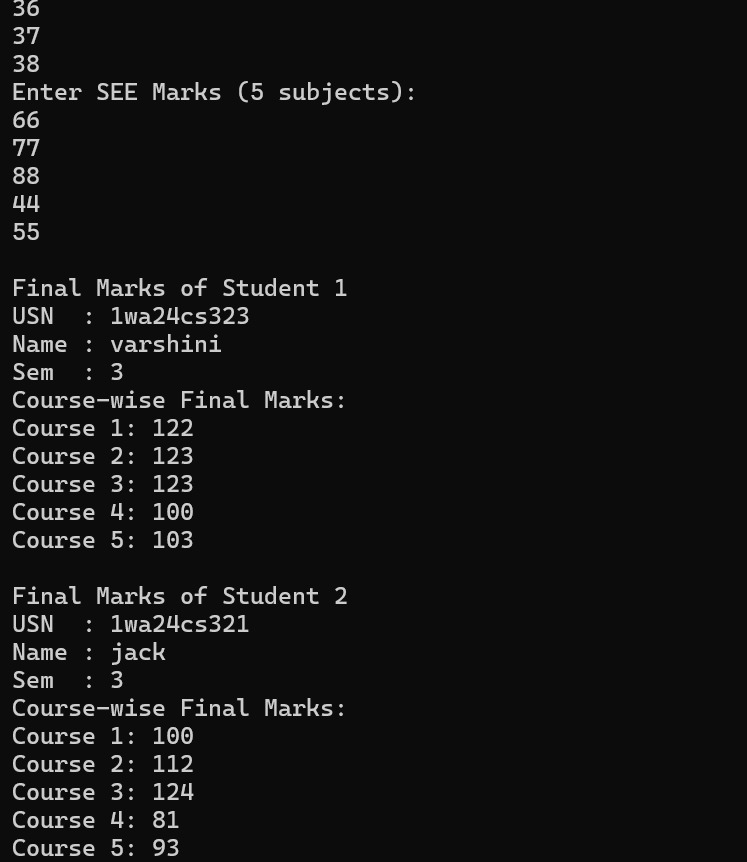 36
37
38
Enter SEE Marks (5 subjects):
66
77
88
44
55

Final Marks of Student 1
USN  : 1wa24cs323
Name : varshini
Sem  : 3
Course-wise Final Marks:
Course 1: 122
Course 2: 123
Course 3: 123
Course 4: 100
Course 5: 103

Final Marks of Student 2
USN  : 1wa24cs321
Name : jack
Sem  : 3
Course-wise Final Marks:
Course 1: 100
Course 2: 112
Course 3: 124
Course 4: 81
Course 5: 93